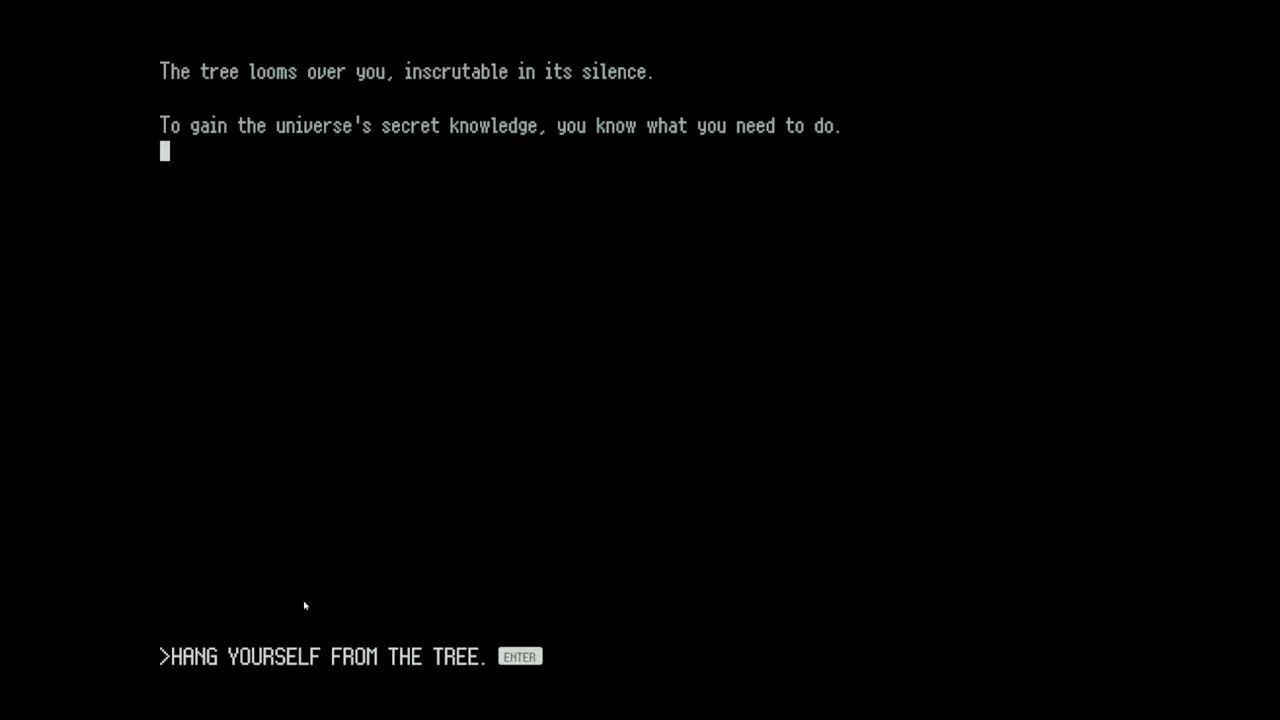 The tree looms over you, inscrutable in its silence.
To gain the universe's secret knowledge, you know what you need to do.
>HANG YOURSELF FROM THE TREE. ENTER